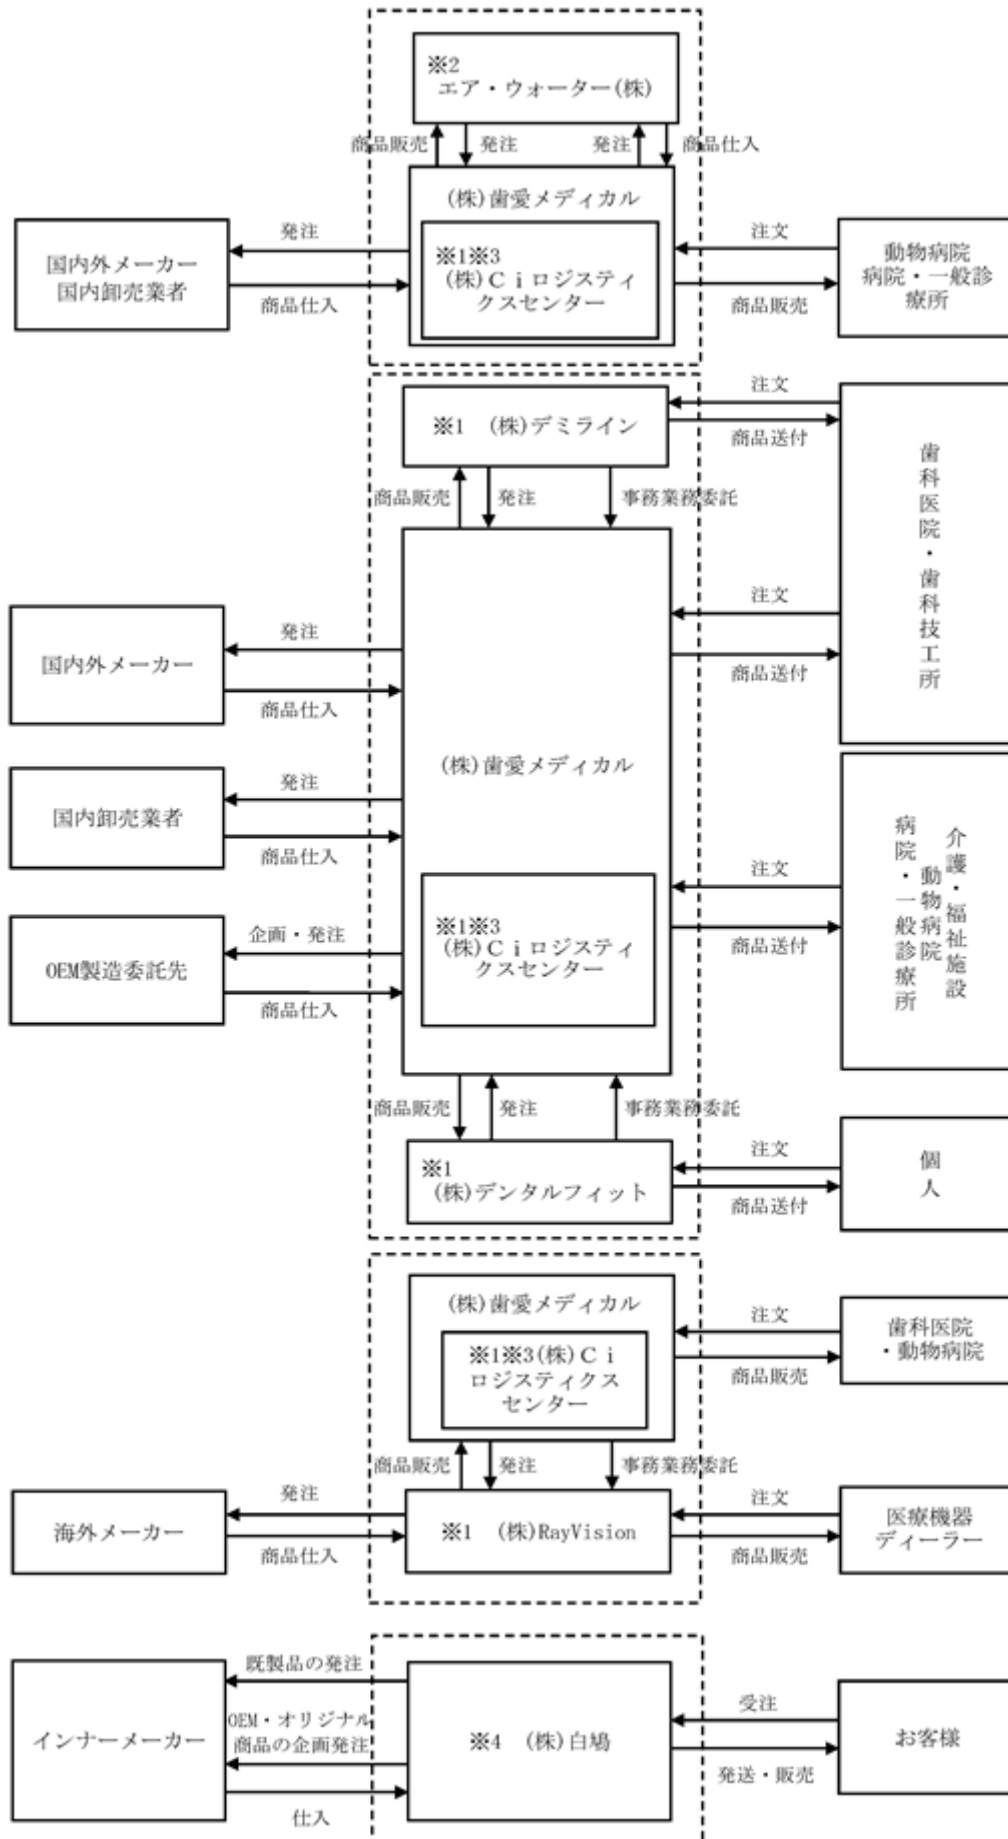 ※2
エア・ウォーター(株)
商品販売
発注
発注
商品仕入
(株)歯愛メディカル
※1※3
(株)Ｃｉロジスティ
クスセンター
発注
商品仕入
国内外メーカー
国内卸売業者
注文
商品販売
動物病院
病院・一般診
療所
※1 (株)デミライン
注文
商品送付
商品販売
発注
事務業務委託
歯科医院・歯科技工所
注文
商品送付
国内外メーカー
発注
商品仕入
(株)歯愛メディカル
国内卸売業者
発注
商品仕入
※1※3
(株)Ｃｉロジスティ
クスセンター
OEM製造委託先
企画・発注
商品仕入
注文
商品送付
介護・福祉施設
動物病院
病院・一般診療所
商品販売
発注
事務業務委託
※1
(株)デンタルフィット
注文
商品送付
個人
(株)歯愛メディカル
※1※3(株)Ｃｉ
ロジスティクス
センター
注文
商品販売
歯科医院
・動物病院
商品販売
発注
事務業務委託
海外メーカー
発注
商品仕入
※1 (株)RayVision
注文
商品販売
医療機器
ディーラー
インナーメーカー
既製品の発注
OEM・オリジナル
商品の企画発注
仕入
※4 (株)白鳩
受注
発送・販売
お客様